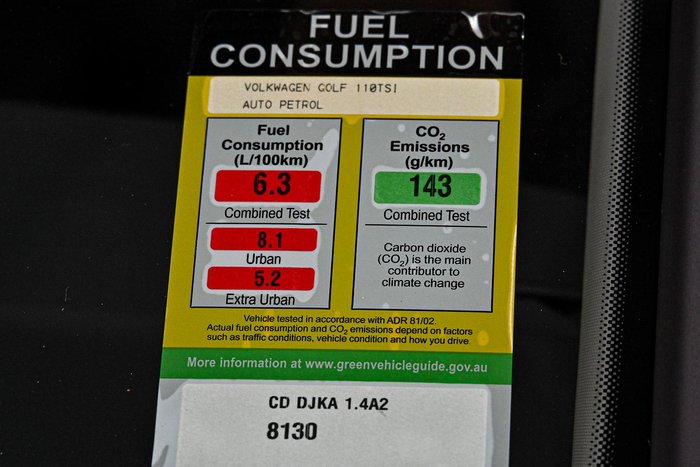 FUEL
CONSUMPTION
VOLKWAGEN GOLF 110TSI
AUTO PETROL
Fuel
Consumption
(L/100km)
6.3
Combined Test
8.1
Urban
5.2
Extra Urban
CO₂
Emissions
(g/km)
143
Combined Test
Carbon dioxide
(CO₂) is the main
contributor to
climate change
Vehicle tested in accordance with ADR 81/02.
Actual fuel consumption and CO₂ emissions depend on factors
such as traffic conditions, vehicle condition and how you drive.
More information at www.greenvehicleguide.gov.au
CD DJKA 1.4A2
8130